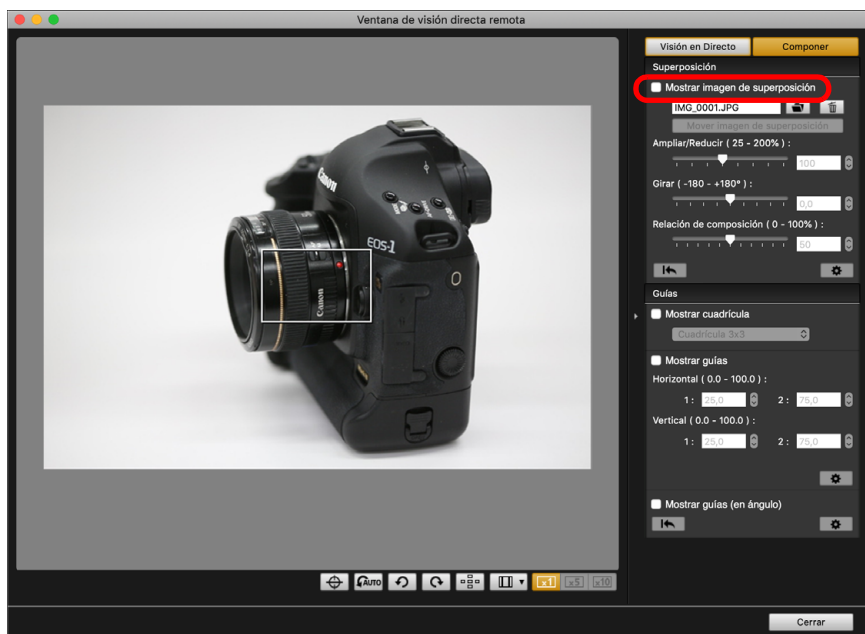 Ventana de visión directa remota
Visión en Directo
Componer
Superposición
Mostrar imagen de superposición
IMG_0001.JPG
Mover imagen de superposición
Ampliar/Reducir ( 25 - 200% ) :
100
Girar ( -180 - +180° ) :
0,0
Relación de composición ( 0 - 100% ) :
50
Guías
Mostrar cuadrícula
Cuadrícula 3x3
Mostrar guías
Horizontal ( 0.0 - 100.0 ) :
1 : 25,0 2 : 75,0
Vertical ( 0.0 - 100.0 ) :
1 : 25,0 2 : 75,0
Mostrar guías (en ángulo)
Canon
EOS-1
Canon
AUTO
x1 x5 x10
Cerrar